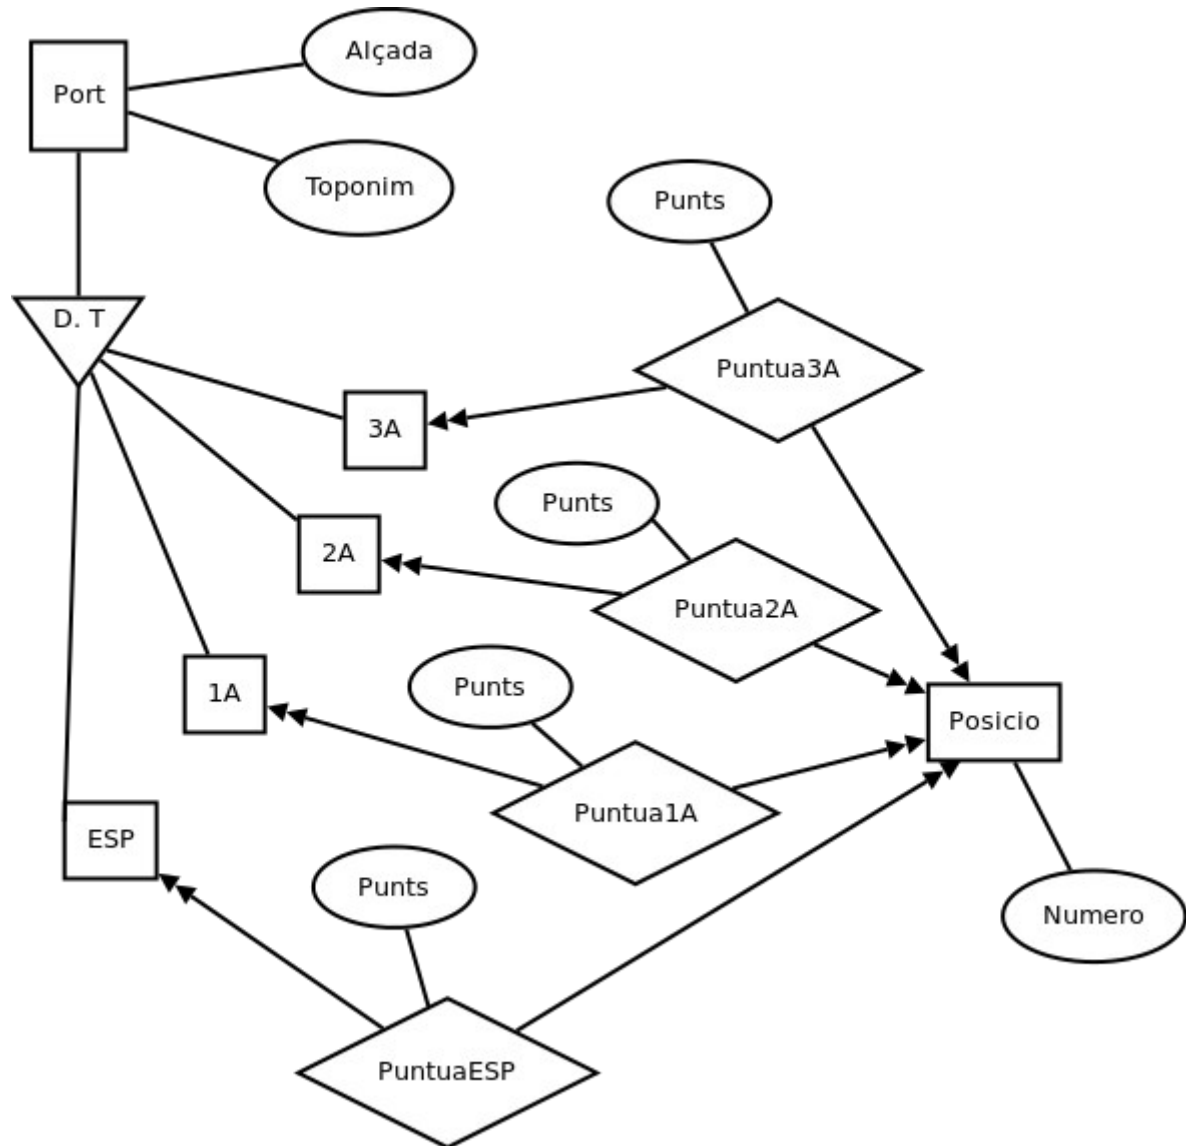 Alçada
Port
Toponim
Punts
D. T
Puntua3A
3A
Punts
2A
Puntua2A
Punts
1A
Posicio
Puntua1A
ESP
Punts
Numero
PuntuaESP